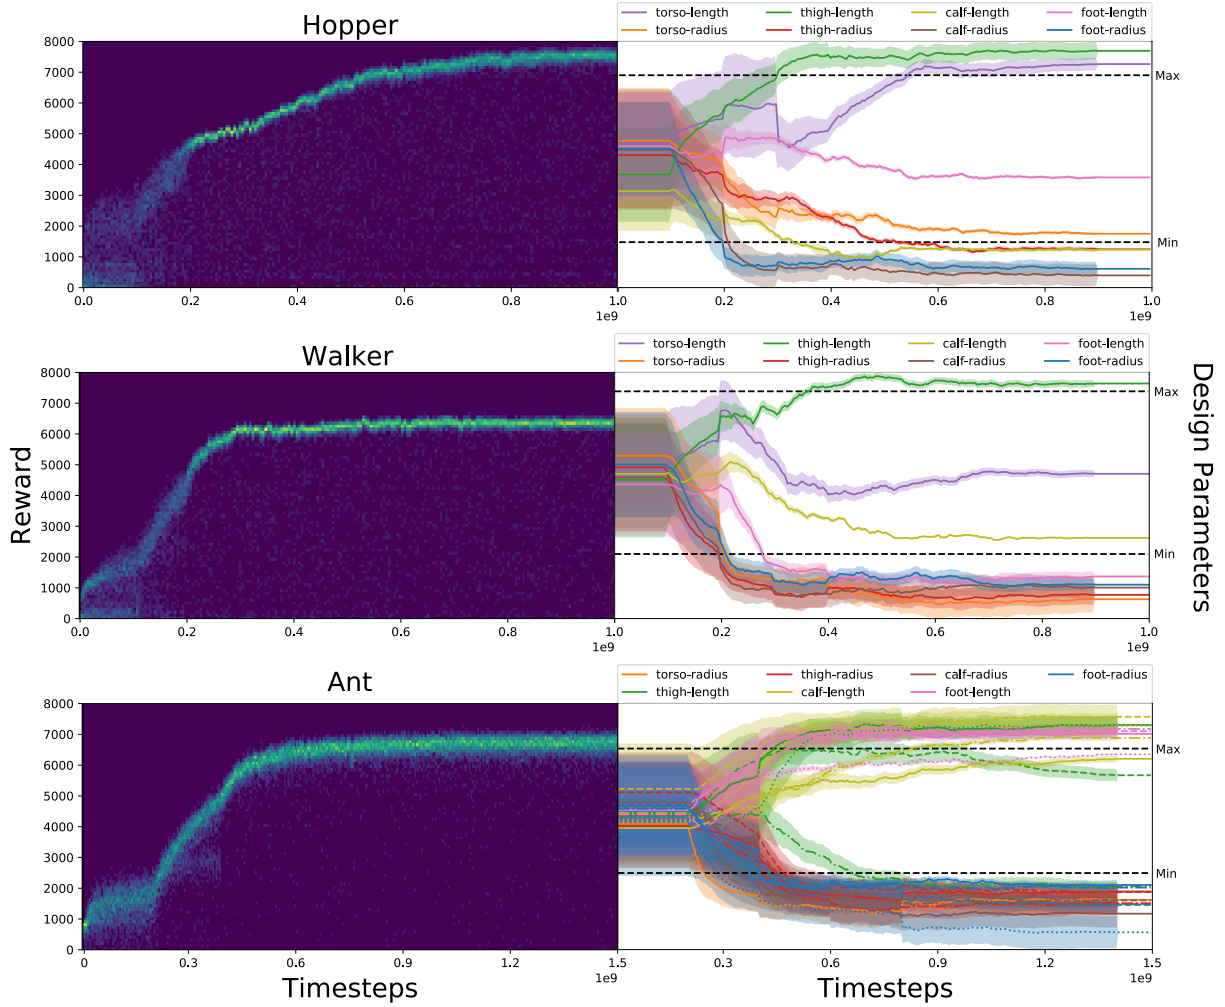 Hopper
torso-length thigh-length calf-length foot-length
torso-radius thigh-radius calf-radius foot-radius
8000
7000
6000
5000
4000
3000
2000
1000
0
Max
Min
0.0 0.2 0.4 0.6 0.8 1.0 0.2 0.4 0.6 0.8 1.0
1e9 1e9
Walker
torso-length thigh-length calf-length foot-length
torso-radius thigh-radius calf-radius foot-radius
8000
7000
6000
5000
4000
3000
2000
1000
0
Max
Min
0.0 0.2 0.4 0.6 0.8 1.0 0.2 0.4 0.6 0.8 1.0
1e9 1e9
Reward
Design Parameters
Ant
torso-radius thigh-radius calf-radius foot-radius
thigh-length calf-length foot-length
8000
7000
6000
5000
4000
3000
2000
1000
0
Max
Min
0 0.3 0.6 0.9 1.2 1.5 0.3 0.6 0.9 1.2 1.5
1e9 1e9
Timesteps Timesteps